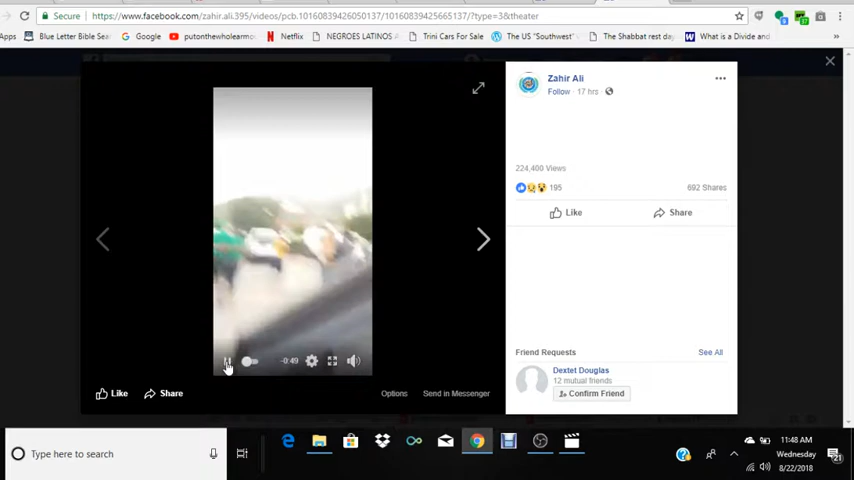 Secure
https://www.facebook.com/zahir.ali.395/videos/pcb.10160839426050137/10160839425665137/?type=3&theater
Apps
Blue Letter Bible Sea
putonthewholearmo
Google
Netflix
NEGROES LATINOS A
Trini Cars For Sale
The US "Southwest"
The Shabbat rest day
What is a Divide and
Zahir Ali
Follow · 17 hrs ·
224,400 Views
195
692 Shares
Like
Share
-0:49
Friend Requests
See All
Dextet Douglas
12 mutual friends
Confirm Friend
Like
Share
Options
Send in Messenger
Type here to search
11:48 AM
Wednesday
8/22/2018
21